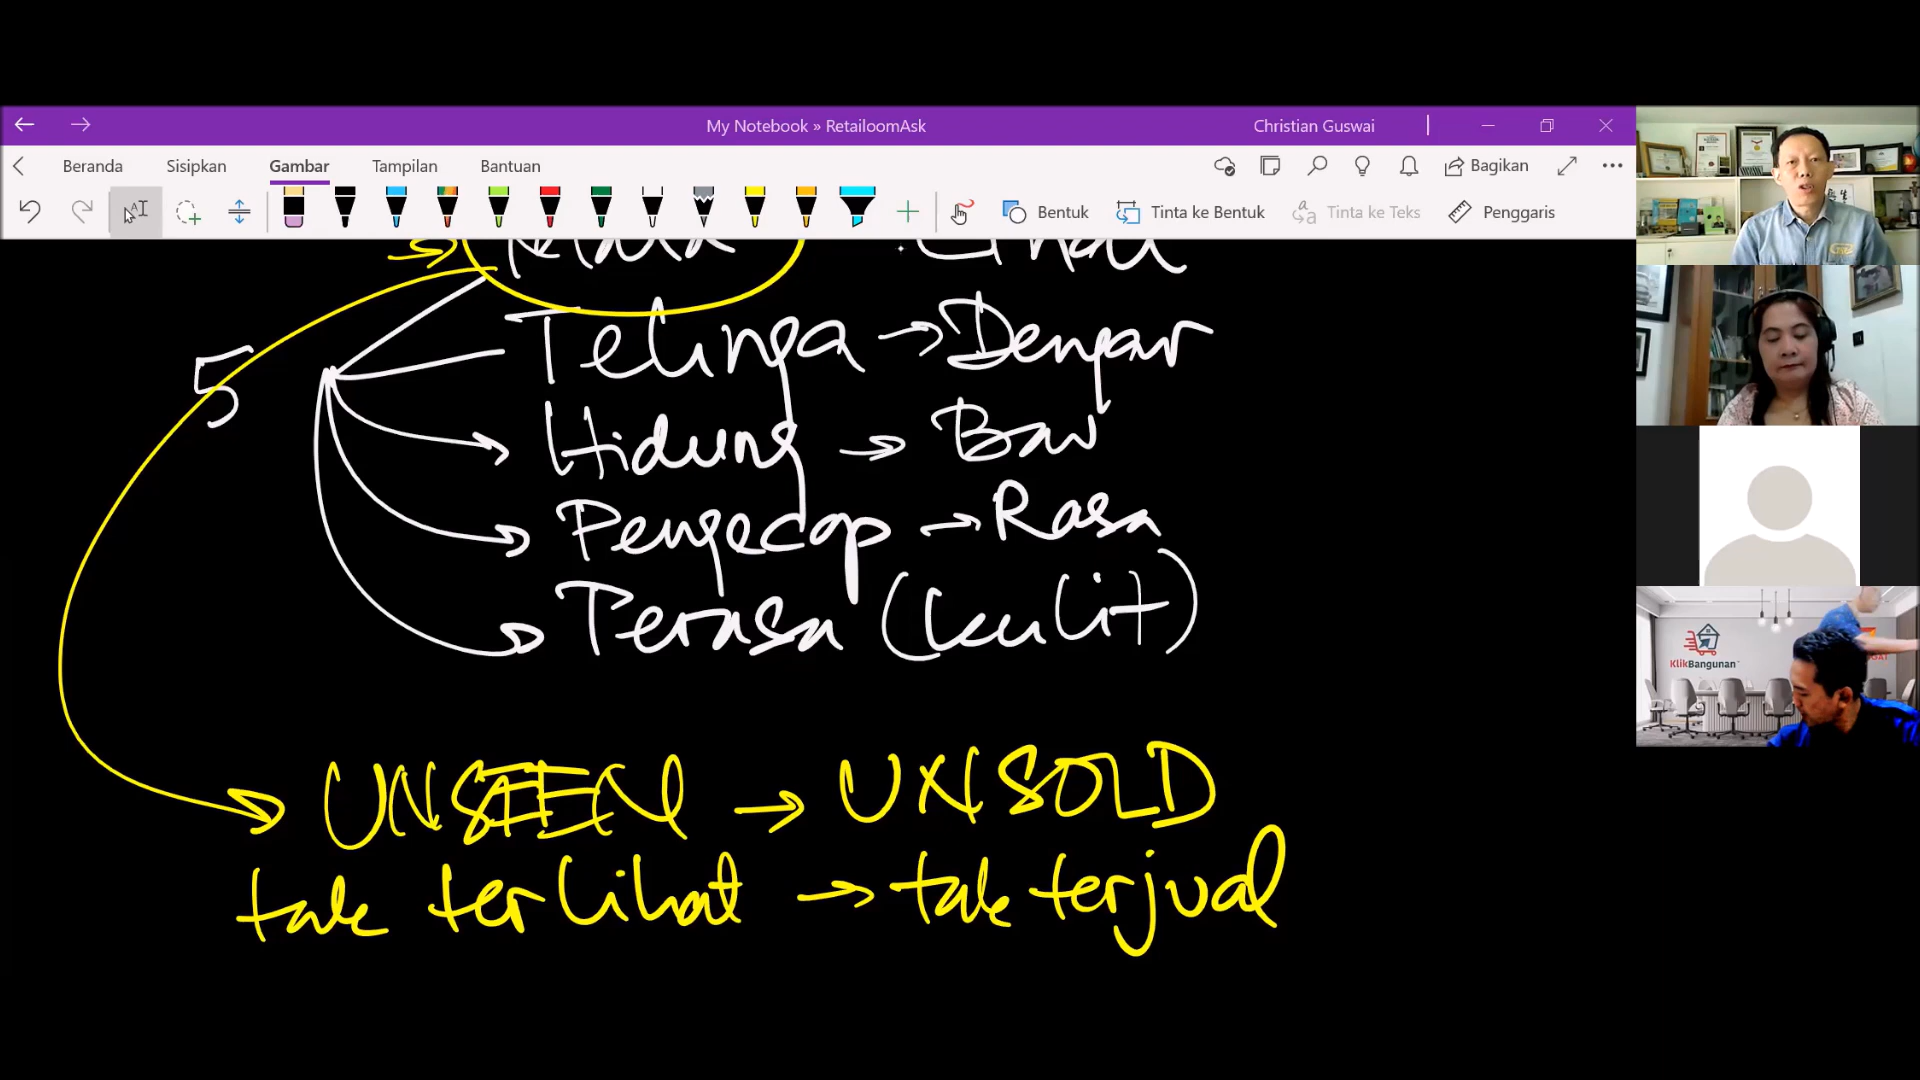 My Notebook » RetailoomAsk
Christian Guswai
Beranda Sisipkan Gambar Tampilan Bantuan
Bagikan
Bentuk Tinta ke Bentuk Tinta ke Teks Penggaris
5
Telinga → Dengar
Hidung → Bau
Pengecap → Rasa
Terasa (kulit)
UNSEEN → UNSOLD
tak terlihat → tak terjual
KlikBangunan